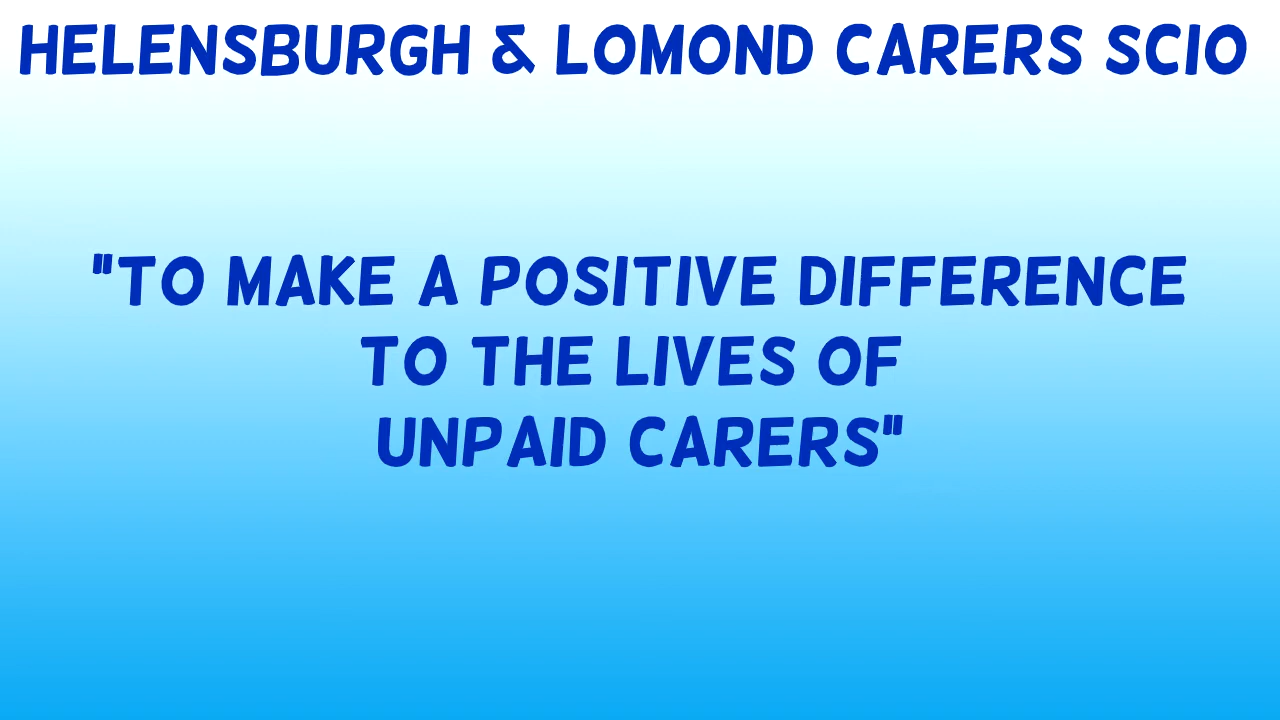 HELENSBURGH & LOMOND CARERS SCIO
"TO MAKE A POSITIVE DIFFERENCE
TO THE LIVES OF
UNPAID CARERS"